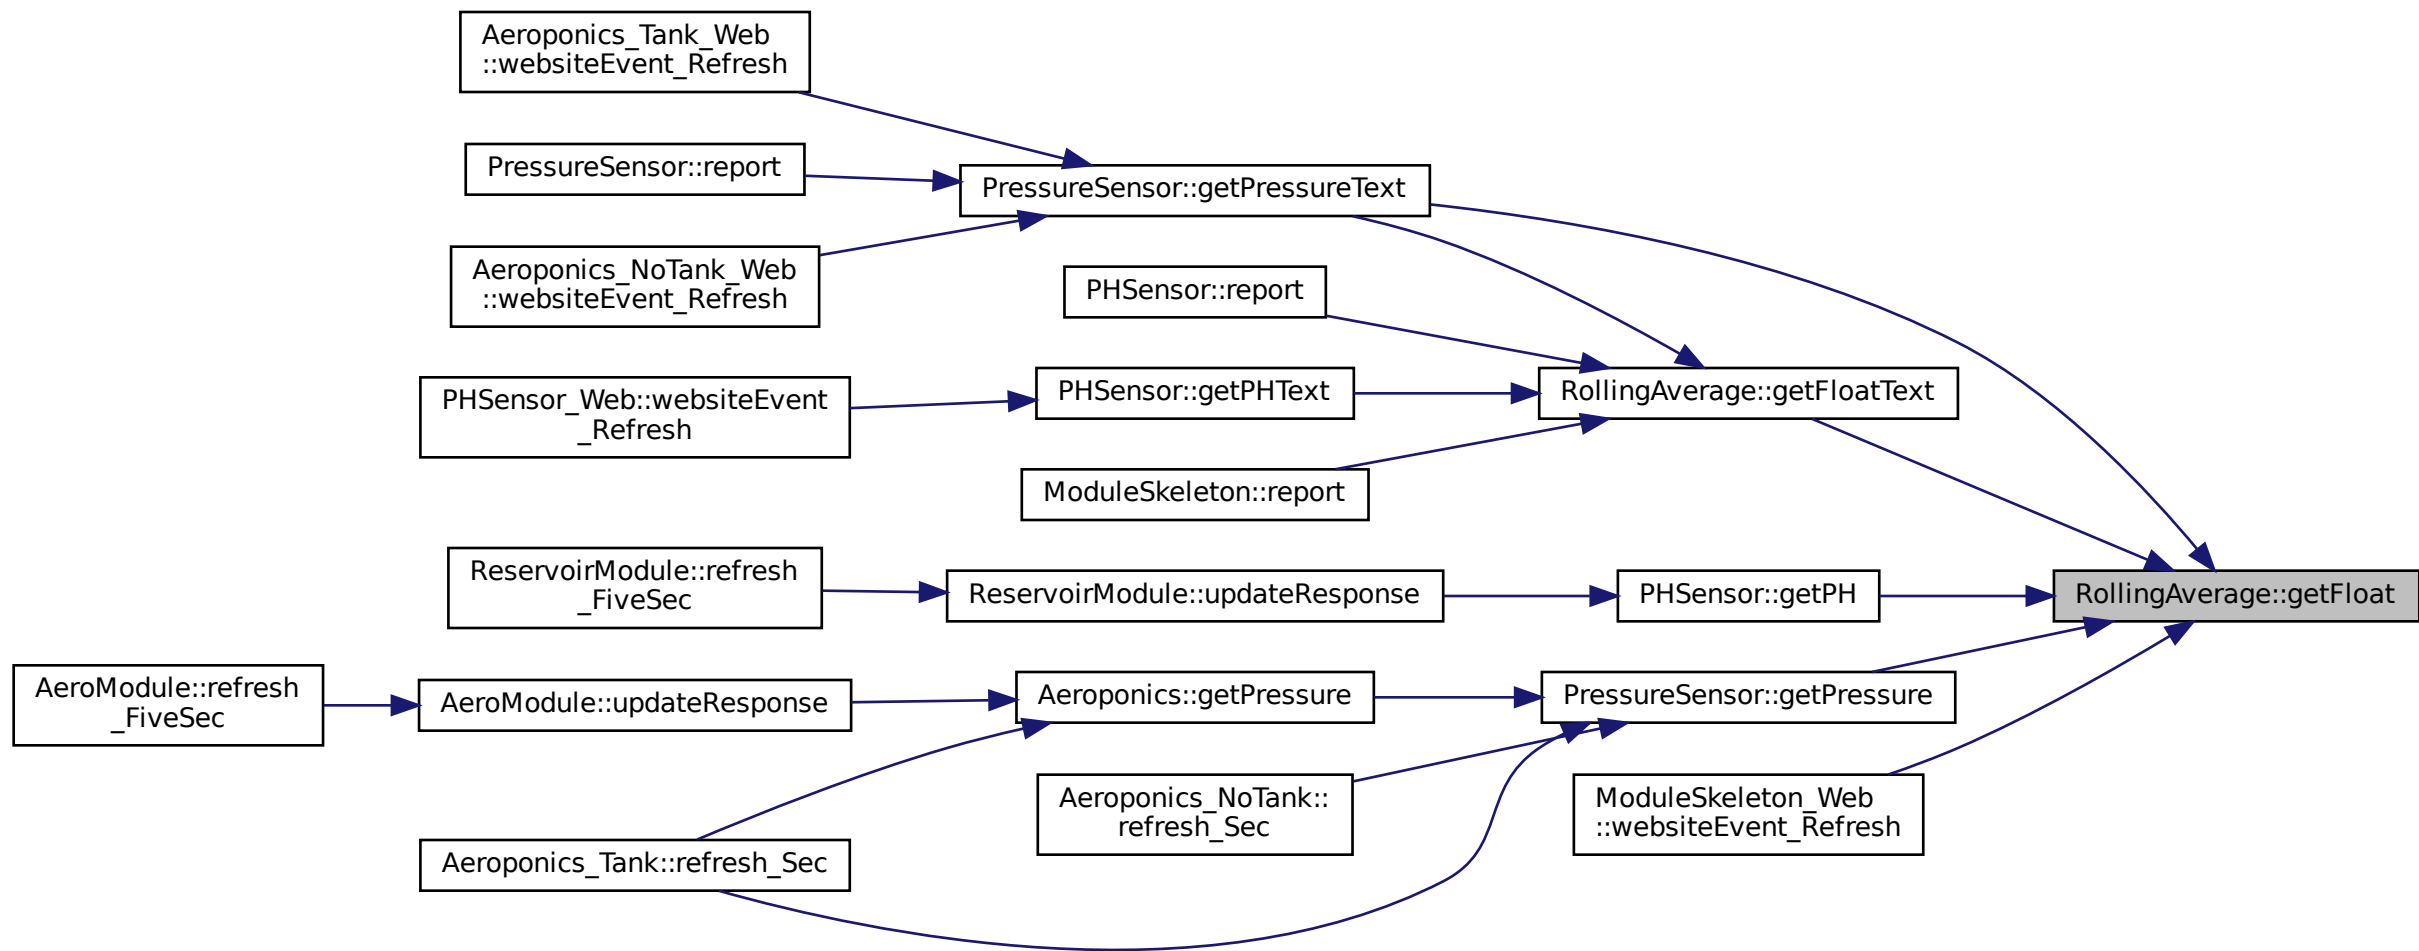 Aeroponics_Tank_Web
::websiteEvent_Refresh
PressureSensor::report
PressureSensor::getPressureText
Aeroponics_NoTank_Web
::websiteEvent_Refresh
PHSensor::report
PHSensor_Web::websiteEvent
_Refresh
PHSensor::getPHText
RollingAverage::getFloatText
ModuleSkeleton::report
ReservoirModule::refresh
_FiveSec
ReservoirModule::updateResponse
PHSensor::getPH
RollingAverage::getFloat
AeroModule::refresh
_FiveSec
AeroModule::updateResponse
Aeroponics::getPressure
PressureSensor::getPressure
Aeroponics_NoTank::
refresh_Sec
ModuleSkeleton_Web
::websiteEvent_Refresh
Aeroponics_Tank::refresh_Sec